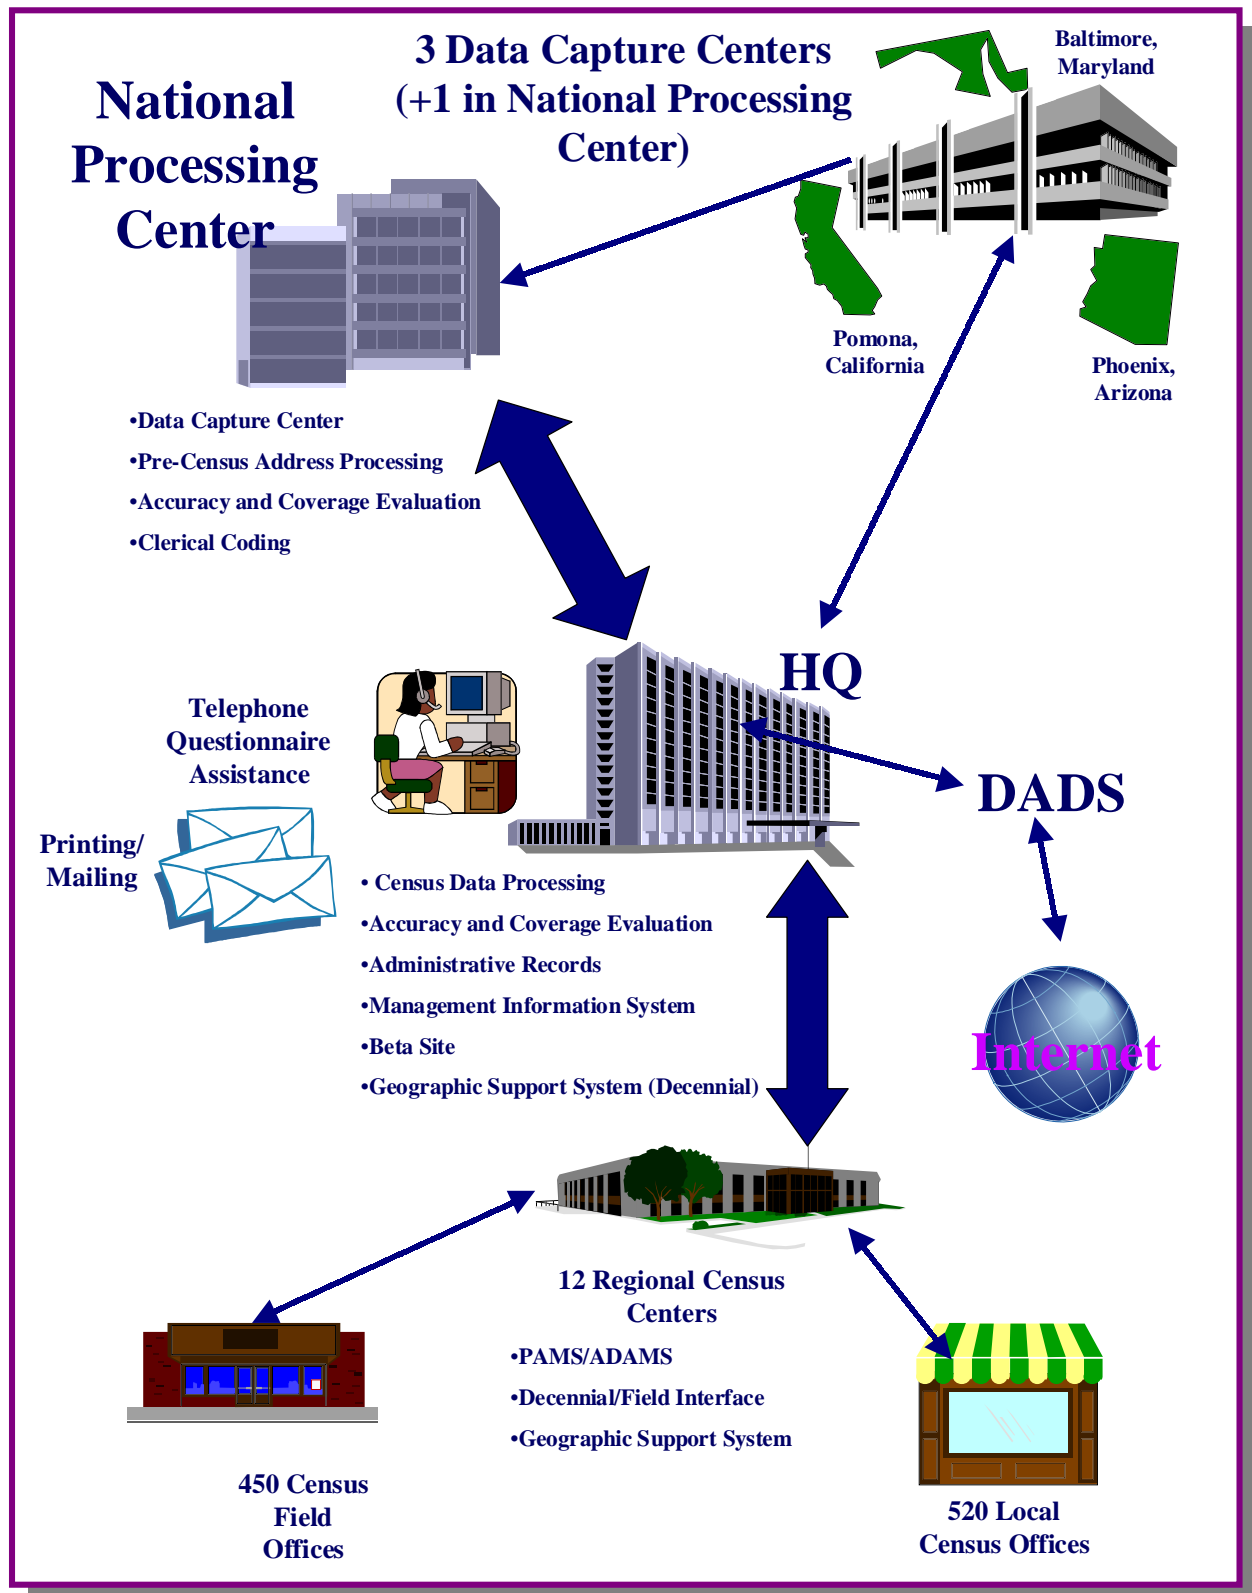 National
Processing
Center
3 Data Capture Centers
(+1 in National Processing
Center)
Baltimore,
Maryland
Pomona,
California
Phoenix,
Arizona
•Data Capture Center
•Pre-Census Address Processing
•Accuracy and Coverage Evaluation
•Clerical Coding
HQ
Telephone
Questionnaire
Assistance
Printing/
Mailing
DADS
• Census Data Processing
•Accuracy and Coverage Evaluation
•Administrative Records
•Management Information System
•Beta Site
•Geographic Support System (Decennial)
Internet
12 Regional Census
Centers
•PAMS/ADAMS
•Decennial/Field Interface
•Geographic Support System
450 Census
Field
Offices
520 Local
Census Offices